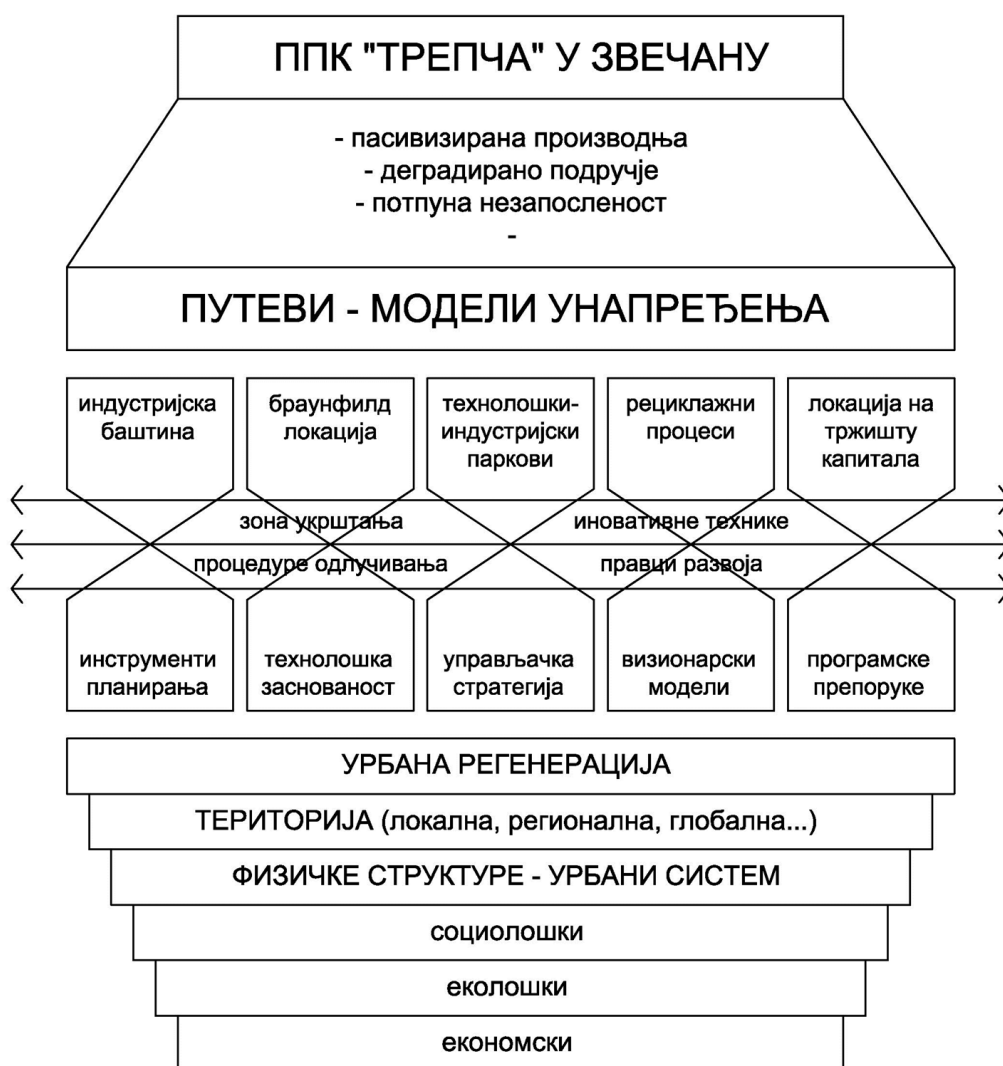 ППК "ТРЕПЧА" У ЗВЕЧАНУ
- пасивизирана производња
- деградирано подручје
- потпуна незапосленост
-
ПУТЕВИ - МОДЕЛИ УНАПРЕЂЕЊА
индустријска
баштина
браунфилд
локација
технолошки-
индустријски
паркови
рециклажни
процеси
локација на
тржишту
капитала
зона укрштања
иновативне технике
процедуре одлучивања
правци развоја
инструменти
планирања
технолошка
заснованост
управљачка
стратегија
визионарски
модели
програмске
препоруке
УРБАНА РЕГЕНЕРАЦИЈА
ТЕРИТОРИЈА (локална, регионална, глобална...)
ФИЗИЧКЕ СТРУКТУРЕ - УРБАНИ СИСТЕМ
социолошки
еколошки
економски